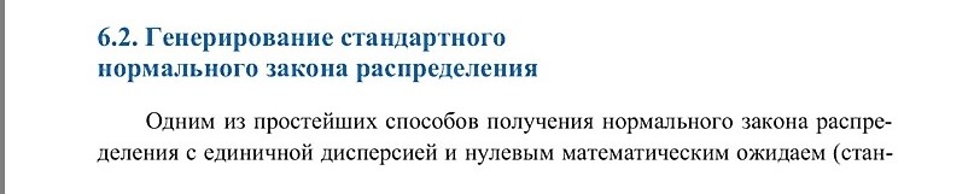 6.2. Генерирование стандартного
нормального закона распределения
Одним из простейших способов получения нормального закона распре-
деления с единичной дисперсией и нулевым математическим ожидаем (стан-